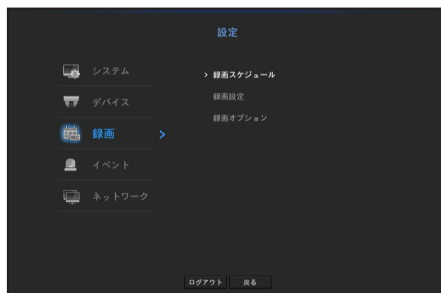 設定
システム
デバイス
録画
イベント
ネットワーク
> 録画スケジュール
録画設定
録画オプション
ログアウト
戻る